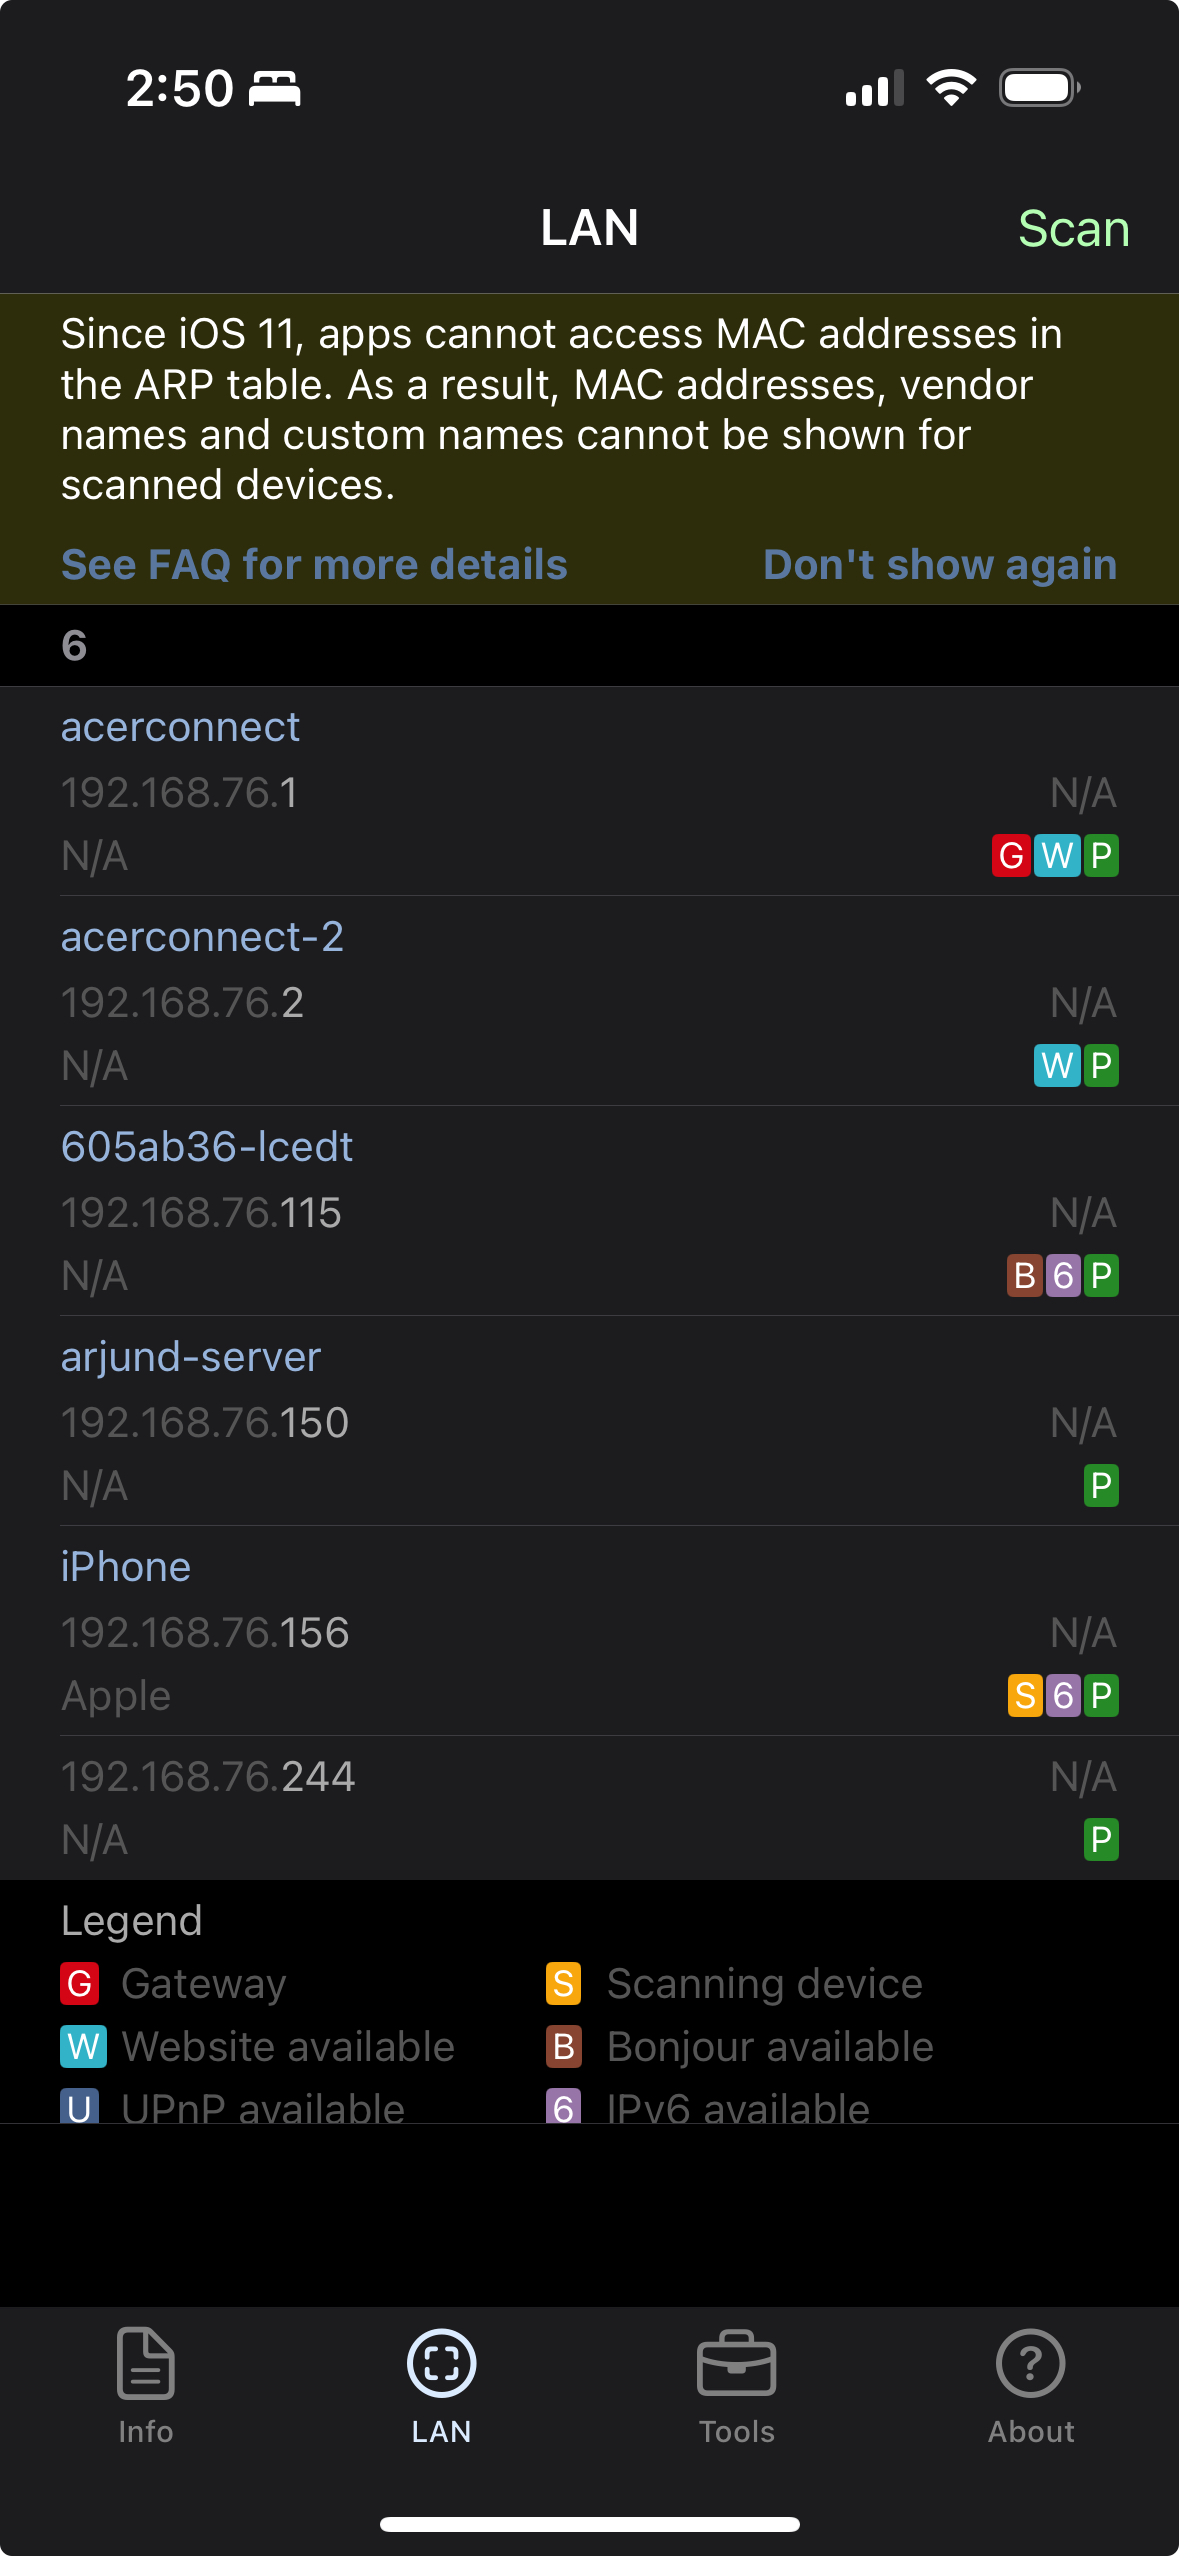 2:50
LAN
Scan
Since iOS 11, apps cannot access MAC addresses in
the ARP table. As a result, MAC addresses, vendor
names and custom names cannot be shown for
scanned devices.
See FAQ for more details
Don't show again
6
acerconnect
192.168.76.1 N/A
N/A G W P
acerconnect-2
192.168.76.2 N/A
N/A W P
605ab36-lcedt
192.168.76.115 N/A
N/A B 6 P
arjund-server
192.168.76.150 N/A
N/A P
iPhone
192.168.76.156 N/A
Apple S 6 P
192.168.76.244 N/A
N/A P
Legend
G Gateway S Scanning device
W Website available B Bonjour available
U UPnP available 6 IPv6 available
Info LAN Tools About